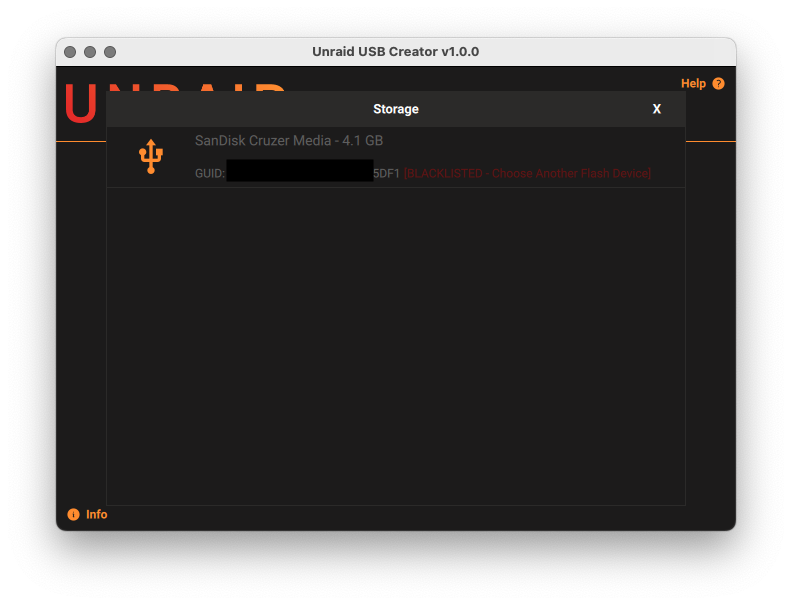 Unraid USB Creator v1.0.0
UNRAID
Help ?
Storage
X
SanDisk Cruzer Media - 4.1 GB
GUID: 5DF1 [BLACKLISTED - Choose Another Flash Device]
i Info